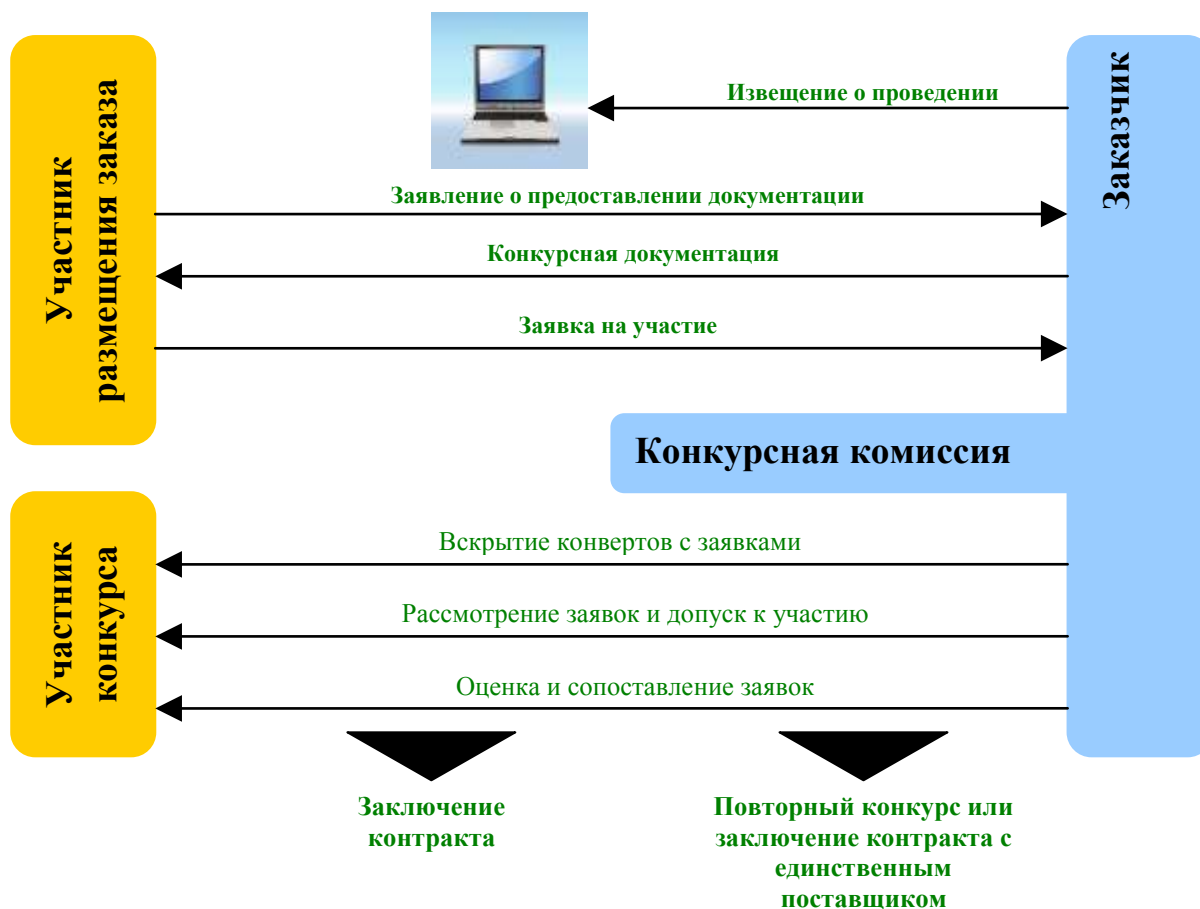 Участник
размещения заказа
Извещение о проведении
Заказчик
Заявление о предоставлении документации
Конкурсная документация
Заявка на участие
Конкурсная комиссия
Участник
конкурса
Вскрытие конвертов с заявками
Рассмотрение заявок и допуск к участию
Оценка и сопоставление заявок
Заключение
контракта
Повторный конкурс или
заключение контракта с
единственным
поставщиком